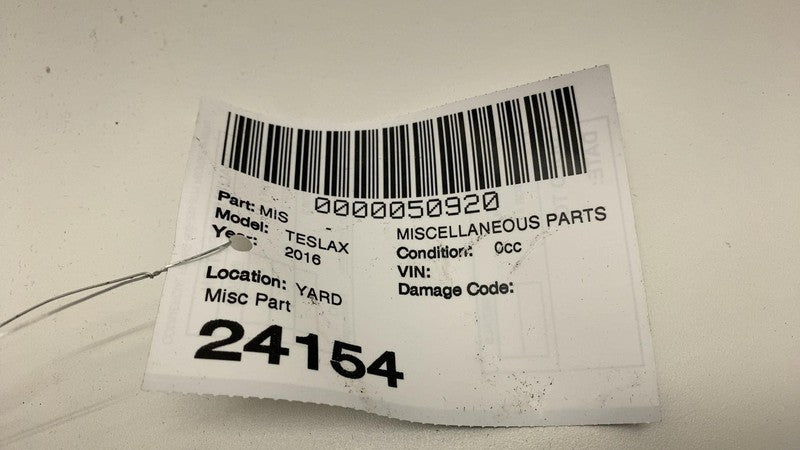 0000050920
Part: MIS -
Model: TESLAX
Year: 2016
Location: YARD
Misc Part
24154
MISCELLANEOUS PARTS
Condition: 0cc
VIN:
Damage Code: